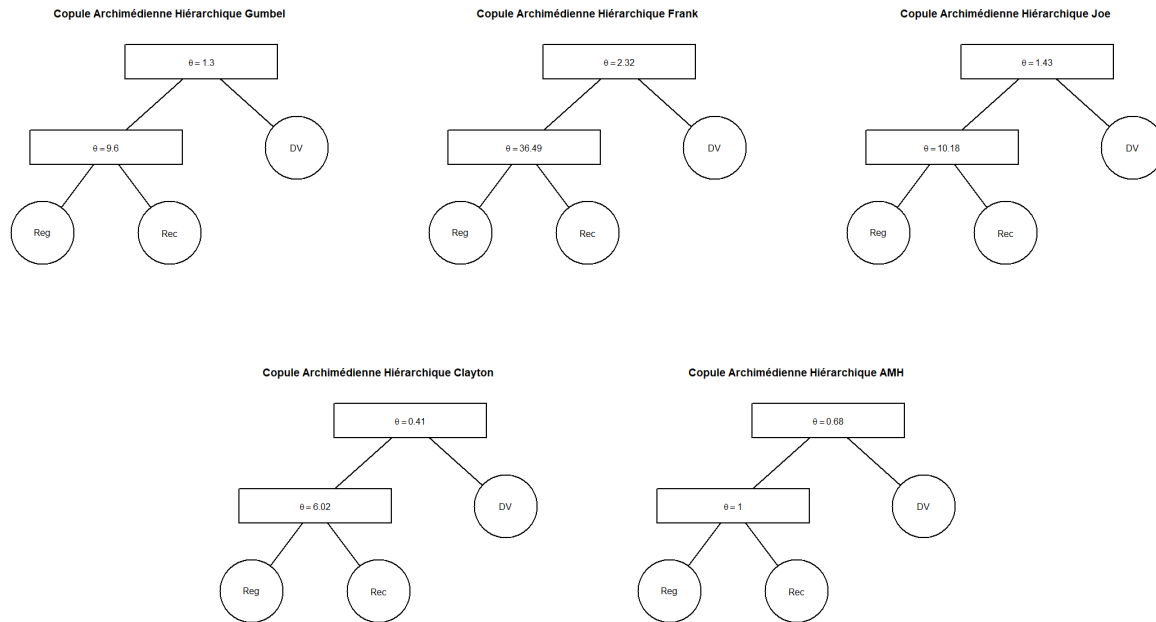 Copule Archimédienne Hiérarchique Gumbel
θ = 1.3
θ = 9.6
DV
Reg
Rec
Copule Archimédienne Hiérarchique Frank
θ = 2.32
θ = 36.49
DV
Reg
Rec
Copule Archimédienne Hiérarchique Joe
θ = 1.43
θ = 10.18
DV
Reg
Rec
Copule Archimédienne Hiérarchique Clayton
θ = 0.41
θ = 6.02
DV
Reg
Rec
Copule Archimédienne Hiérarchique AMH
θ = 0.68
θ = 1
DV
Reg
Rec